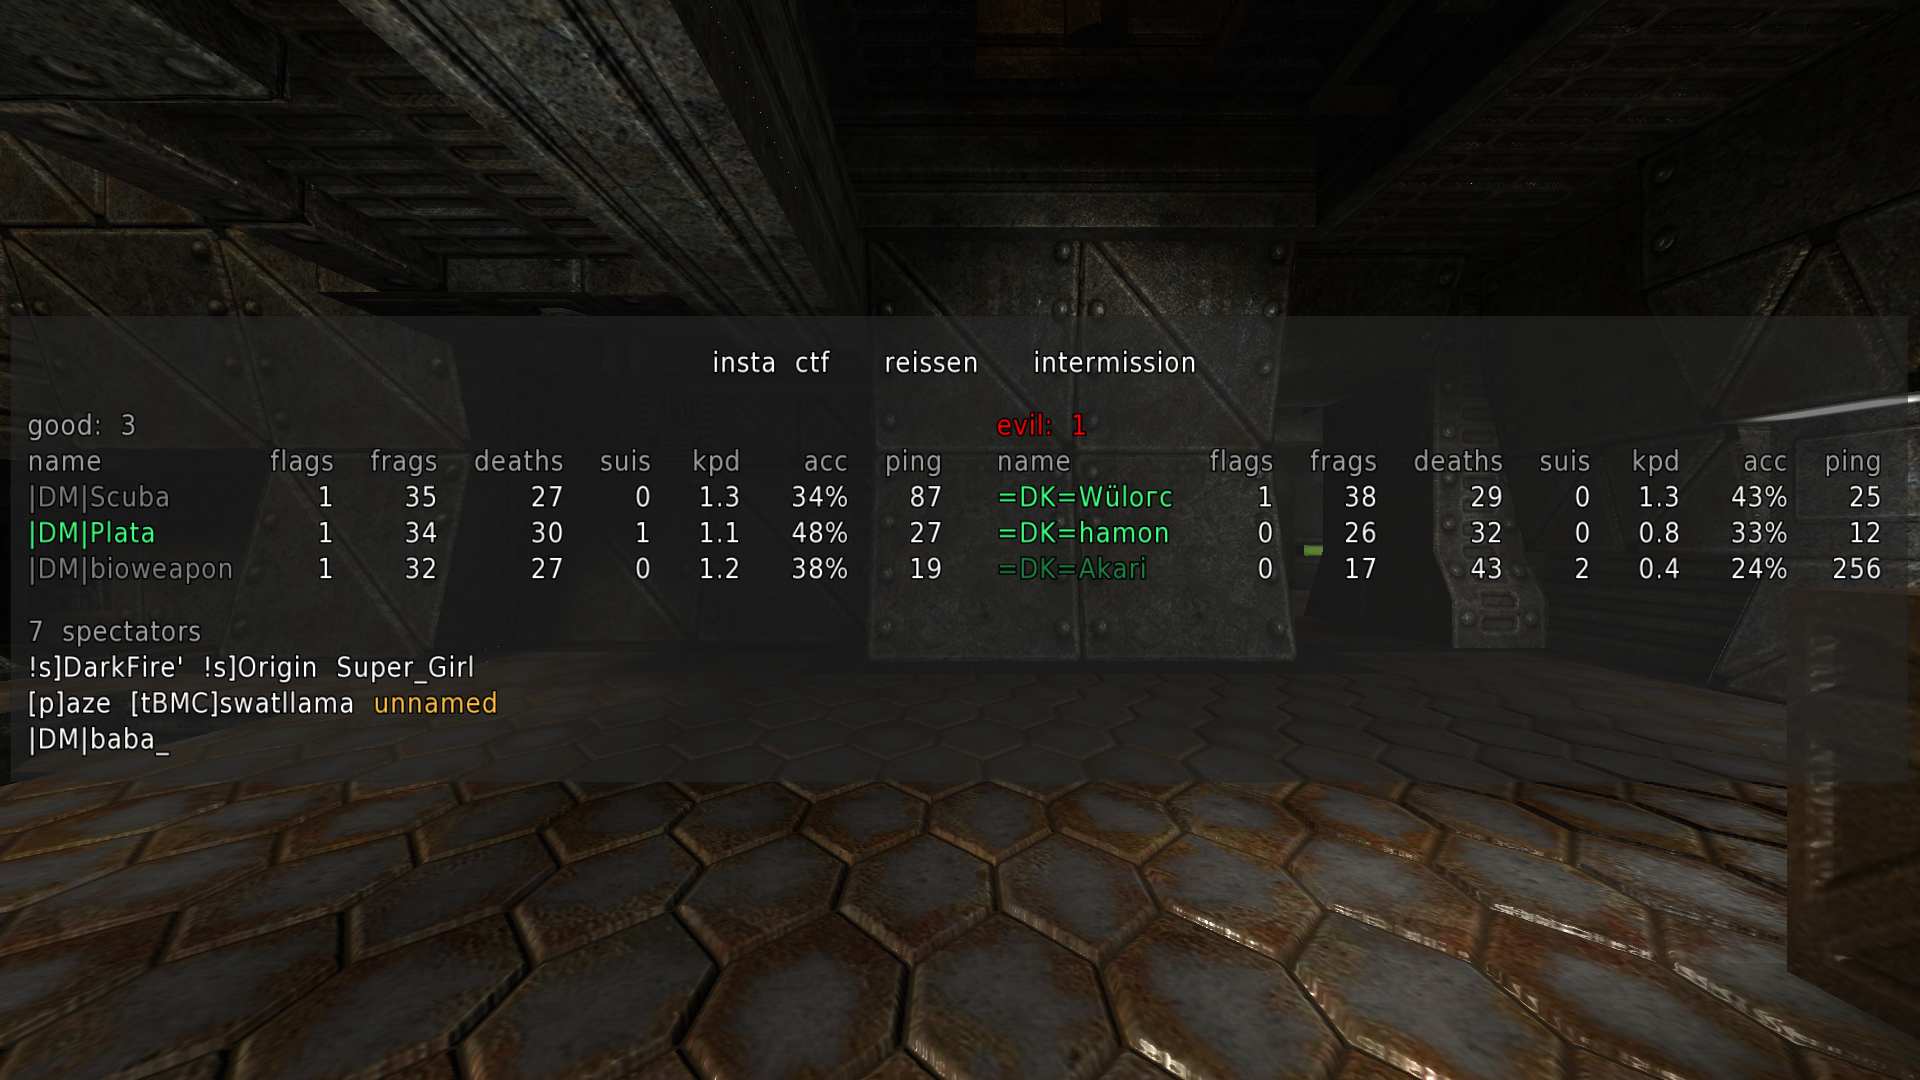 insta ctf reissen intermission
good: 3
name flags frags deaths suis kpd acc ping
|DM|Scuba 1 35 27 0 1.3 34% 87
|DM|Plata 1 34 30 1 1.1 48% 27
|DM|bioweapon 1 32 27 0 1.2 38% 19
evil: 1
name flags frags deaths suis kpd acc ping
=DK=Wülorc 1 38 29 0 1.3 43% 25
=DK=hamon 0 26 32 0 0.8 33% 12
=DK=Akari 0 17 43 2 0.4 24% 256
7 spectators
!s]DarkFire' !s]Origin Super_Girl
[p]aze [tBMC]swatllama unnamed
|DM|baba_